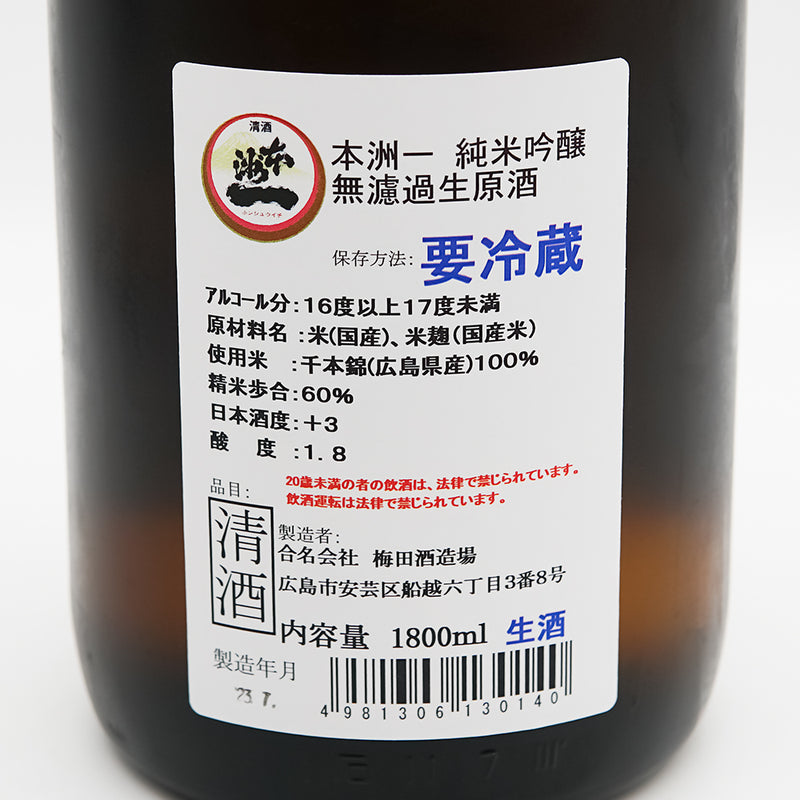 清酒
本洲一
ホンシュウイチ
本洲一 純米吟醸
無濾過生原酒
保存方法: 要冷蔵
アルコール分:16度以上17度未満
原材料名:米(国産)、米麹(国産米)
使用米:千本錦(広島県産)100%
精米歩合:60%
日本酒度:+3
酸度:1.8
20歳未満の者の飲酒は、法律で禁じられています。
飲酒運転は法律で禁じられています。
品目:
清酒
製造者:
合名会社 梅田酒造場
広島市安芸区船越六丁目3番8号
内容量 1800ml 生酒
製造年月
'23.7.
4981306130140